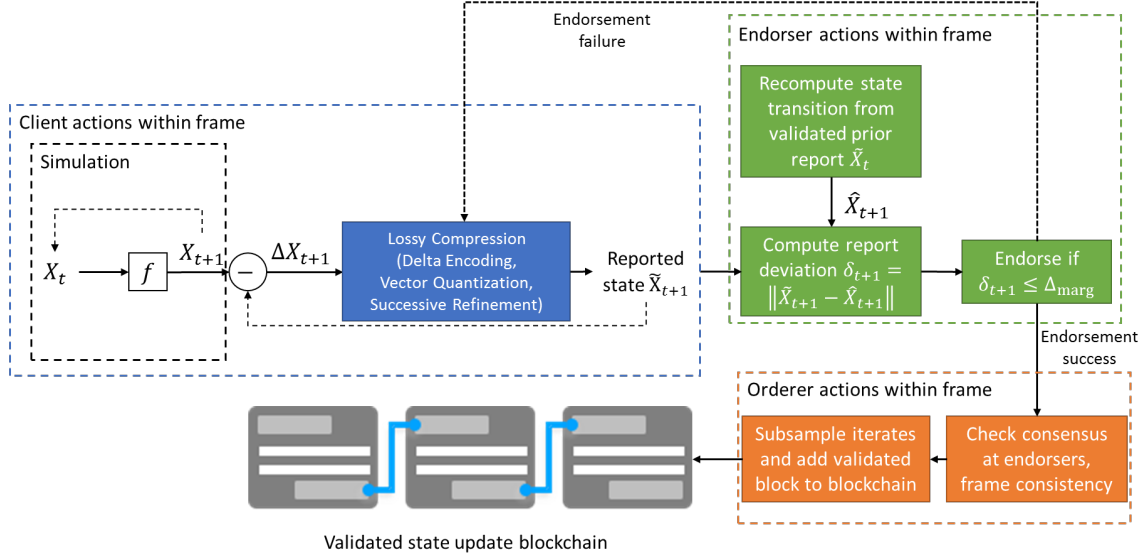 Endorsement
failure
Endorser actions within frame
Recompute state
transition from
validated prior
report X̃_t
X̂_{t+1}
Client actions within frame
Simulation
X_t
f
X_{t+1}
−
ΔX_{t+1}
Lossy Compression
(Delta Encoding,
Vector Quantization,
Successive Refinement)
Reported
state X̃_{t+1}
Compute report
deviation δ_{t+1} =
‖X̃_{t+1} − X̂_{t+1}‖
Endorse if
δ_{t+1} ≤ Δ_marg
Endorsement
success
Orderer actions within frame
Subsample iterates
and add validated
block to blockchain
Check consensus
at endorsers,
frame consistency
Validated state update blockchain